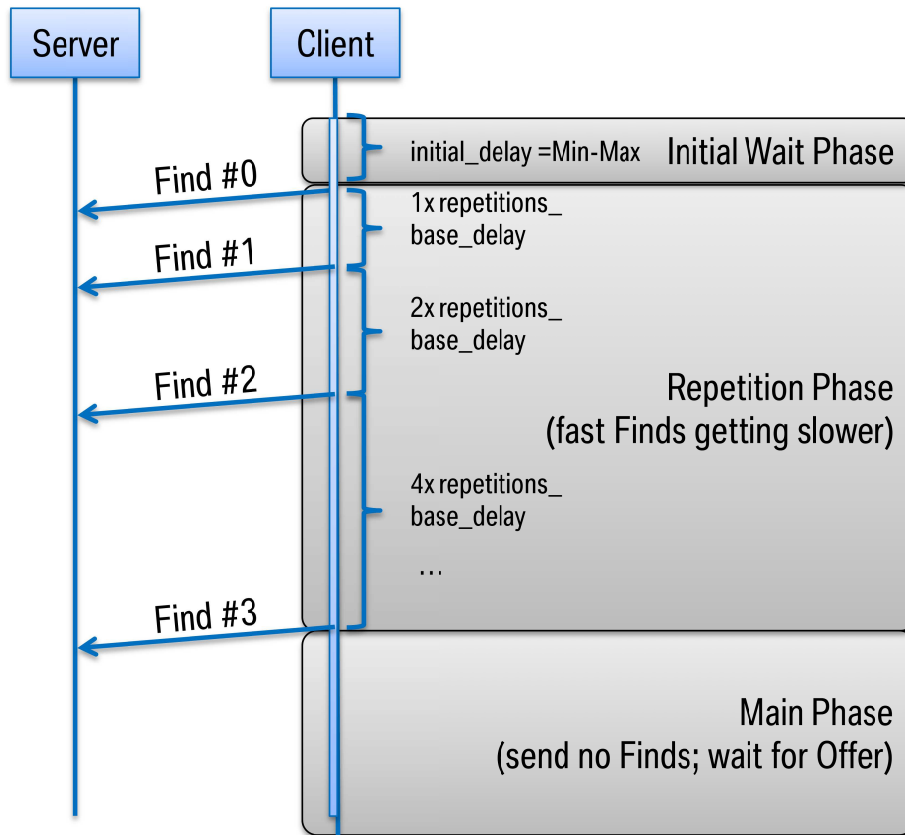 Server
Client
initial_delay =Min-Max
Initial Wait Phase
Find #0
1x repetitions_
base_delay
Find #1
2x repetitions_
base_delay
Find #2
Repetition Phase
(fast Finds getting slower)
4x repetitions_
base_delay
...
Find #3
Main Phase
(send no Finds; wait for Offer)